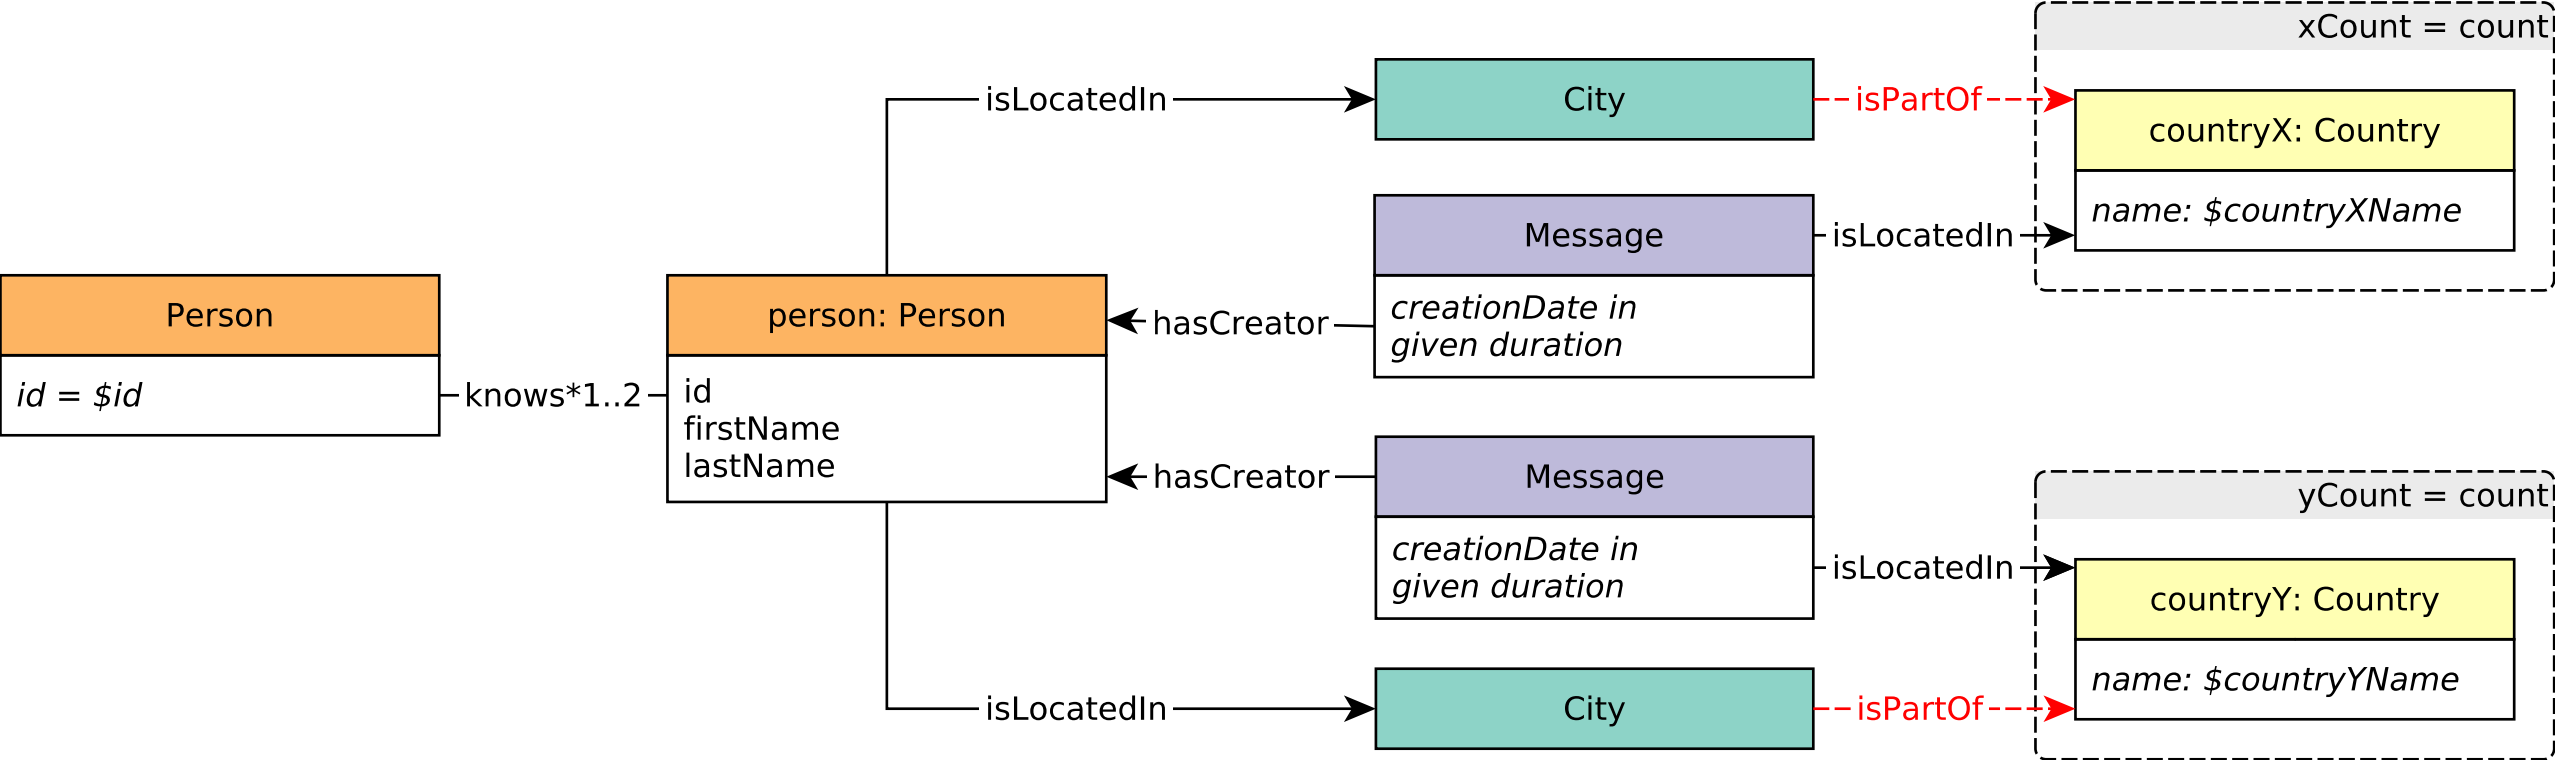 xCount = count
isLocatedIn
City
isPartOf
countryX: Country
name: $countryXName
Message
isLocatedIn
creationDate in
given duration
hasCreator
Person
id = $id
knows*1..2
person: Person
id
firstName
lastName
hasCreator
Message
creationDate in
given duration
isLocatedIn
yCount = count
countryY: Country
name: $countryYName
isLocatedIn
City
isPartOf